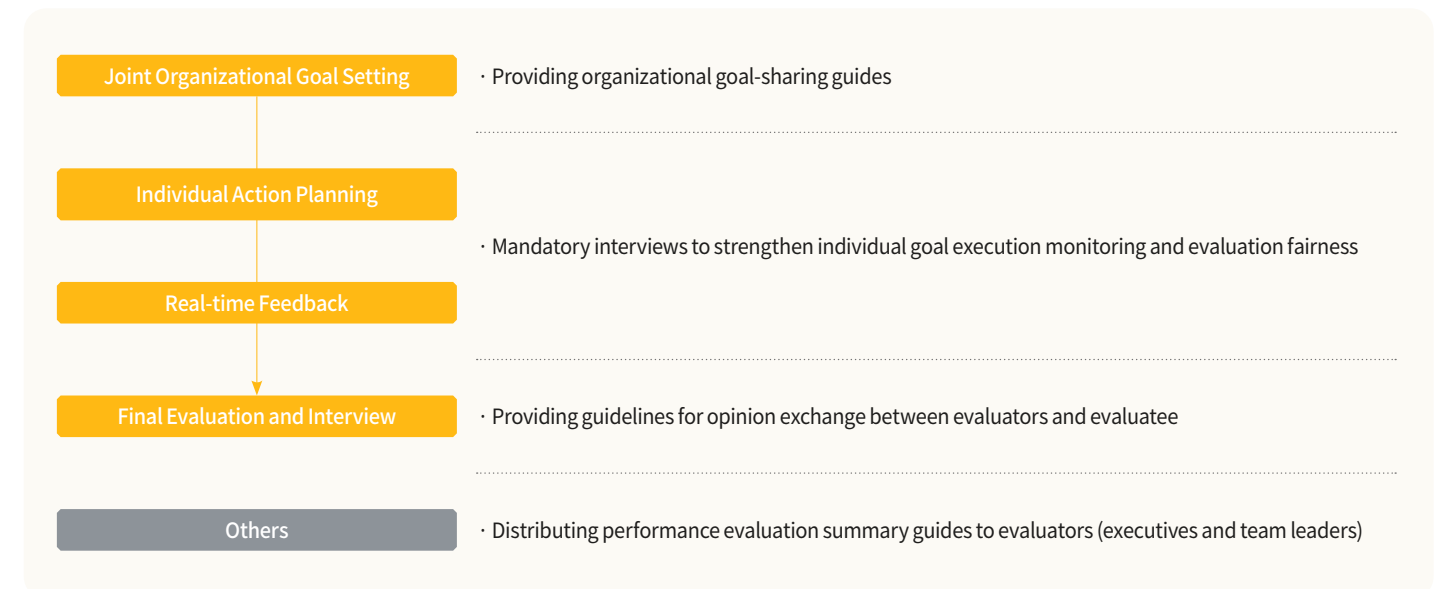 Joint Organizational Goal Setting
· Providing organizational goal-sharing guides
Individual Action Planning
· Mandatory interviews to strengthen individual goal execution monitoring and evaluation fairness
Real-time Feedback
Final Evaluation and Interview
· Providing guidelines for opinion exchange between evaluators and evaluatee
Others
· Distributing performance evaluation summary guides to evaluators (executives and team leaders)